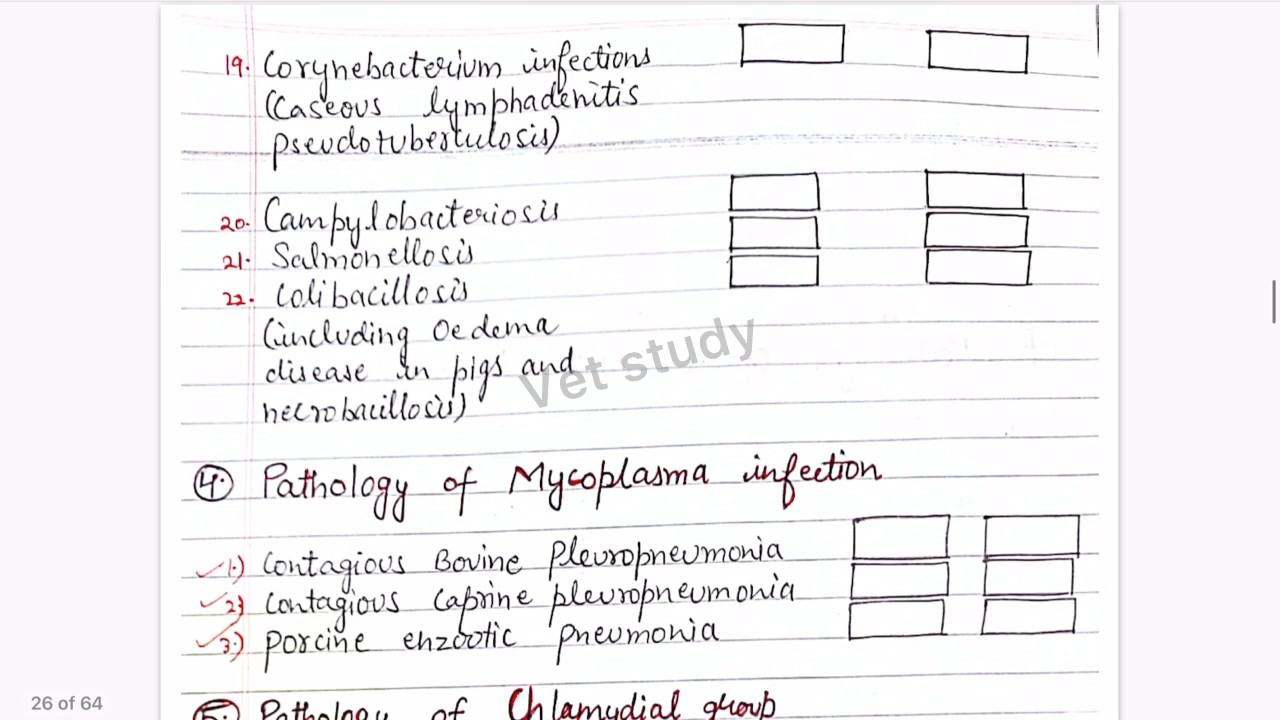 19. Corynebacterium infections
(Caseous lymphadenitis
pseudotubertulosis)
20. Campylobacteriosis
21. Salmonellosis
22. Colibacillosis
(including Oedema
disease in pigs and
necrobacillosis)
Vet study
4. Pathology of Mycoplasma infection
1.) Contagious Bovine Pleuropneumonia
2) Contagious Caprine pleuropneumonia
3.) Porcine enzootic pneumonia
26 of 64
5. Pathology of Chlamydial group